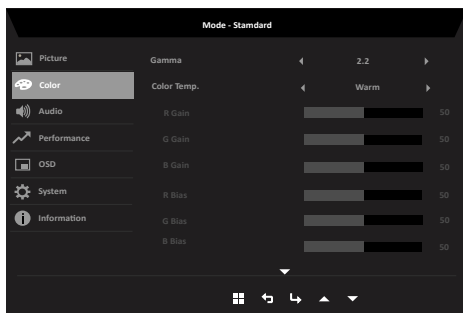 Mode - Stamdard
Picture
Color
Audio
Performance
OSD
System
Information
Gamma 2.2
Color Temp. Warm
R Gain 50
G Gain 50
B Gain 50
R Bias 50
G Bias 50
B Bias 50